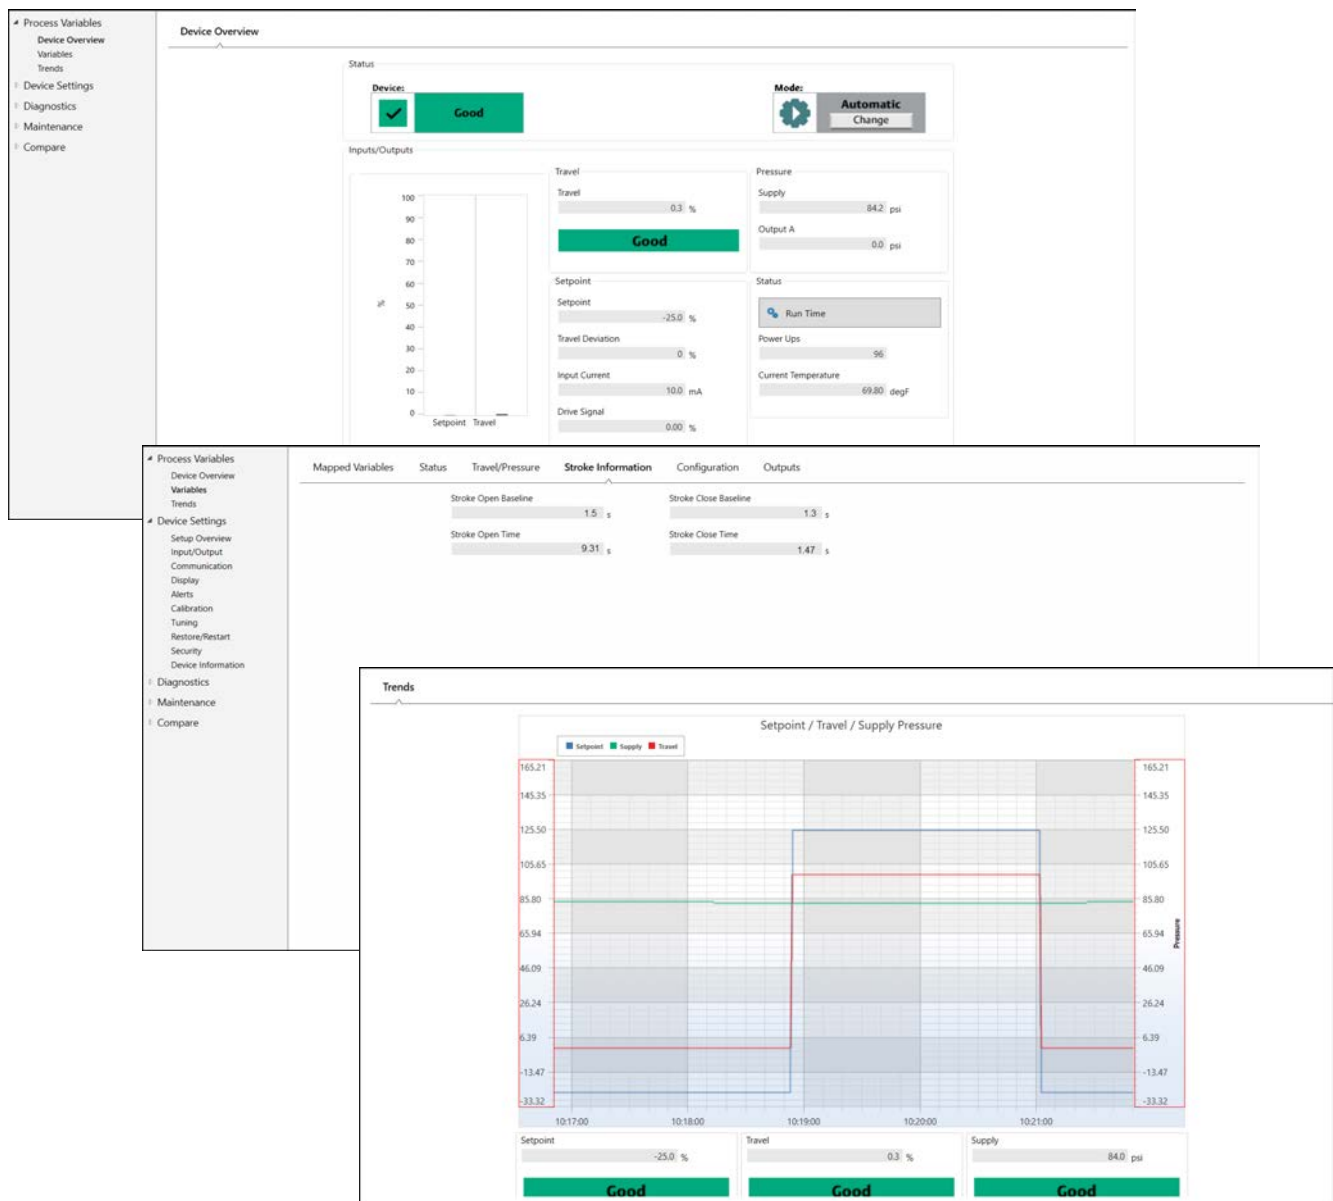 Process Variables
Device Overview
Variables
Trends
Device Settings
Diagnostics
Maintenance
Compare
Device Overview
Status
Device:
Good
Mode:
Automatic
Change
Inputs/Outputs
100
90
80
70
60
50
40
30
20
10
0
%
Setpoint Travel
Travel
Travel
0.3 %
Good
Pressure
Supply
84.2 psi
Output A
0.0 psi
Setpoint
Setpoint
-25.0 %
Travel Deviation
0 %
Input Current
10.0 mA
Drive Signal
0.00 %
Status
Run Time
Power Ups
96
Current Temperature
69.80 degF
Process Variables
Device Overview
Variables
Trends
Device Settings
Setup Overview
Input/Output
Communication
Display
Alerts
Calibration
Tuning
Restore/Restart
Security
Device Information
Diagnostics
Maintenance
Compare
Mapped Variables Status Travel/Pressure Stroke Information Configuration Outputs
Stroke Open Baseline
1.5 s
Stroke Close Baseline
1.3 s
Stroke Open Time
9.31 s
Stroke Close Time
1.47 s
Trends
Setpoint / Travel / Supply Pressure
Setpoint Supply Travel
165.21 165.21
145.35 145.35
125.50 125.50
105.65 105.65
85.80 85.80
65.94 65.94
46.09 46.09
26.24 26.24
6.39 6.39
-13.47 -13.47
-33.32 -33.32
Pressure
10:17:00 10:18:00 10:19:00 10:20:00 10:21:00
Setpoint
-25.0 %
Good
Travel
0.3 %
Good
Supply
84.0 psi
Good